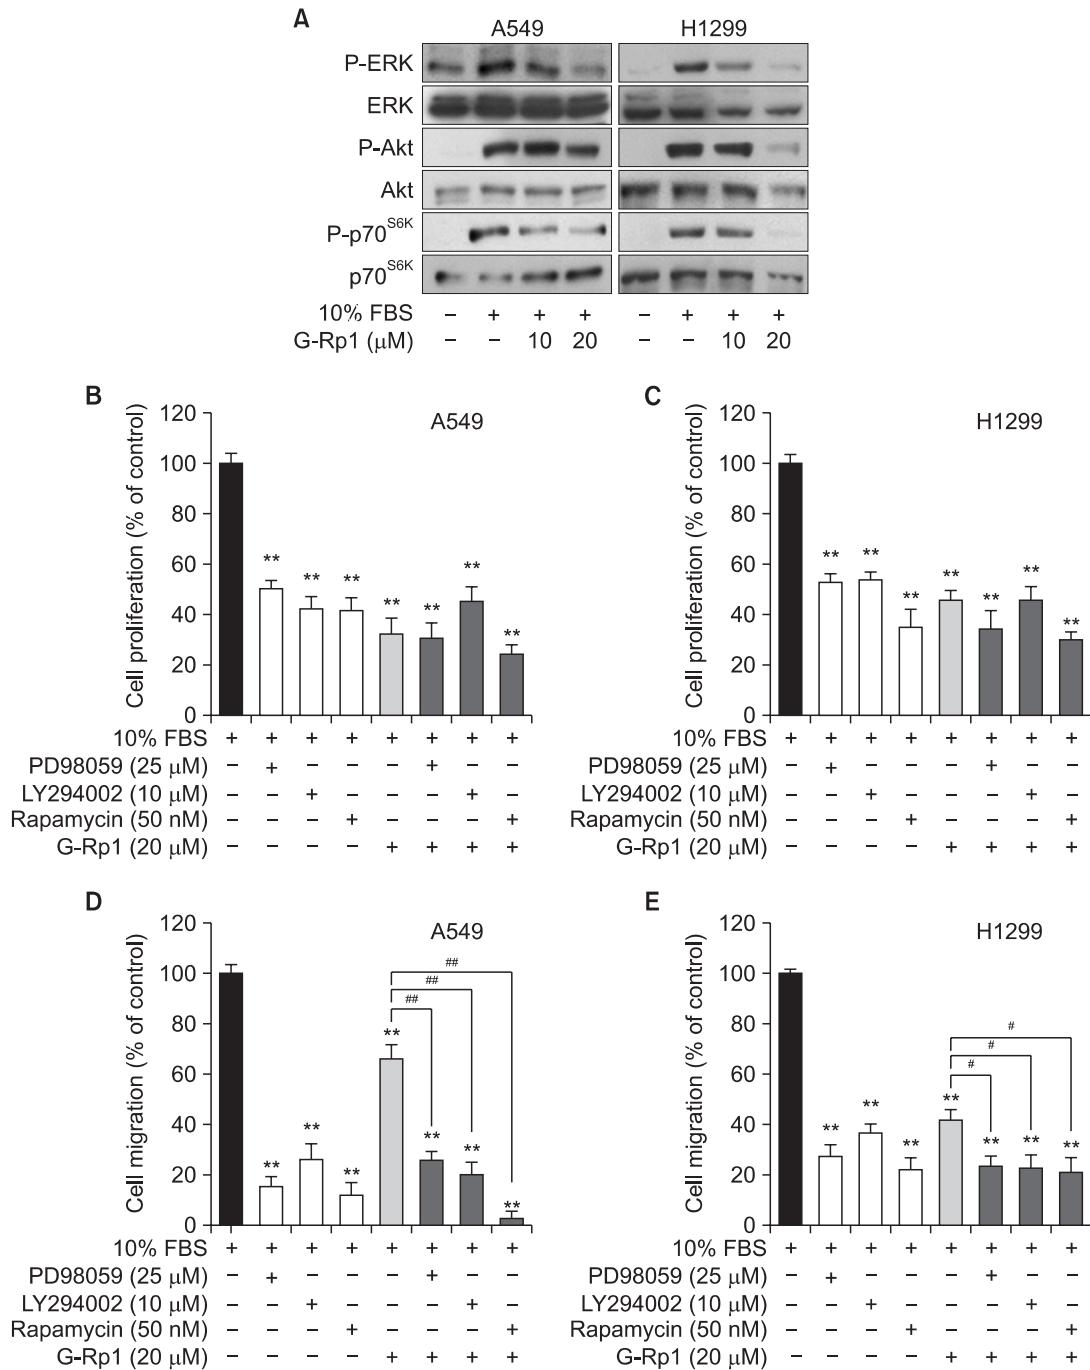 A
A549 H1299
P-ERK
ERK
P-Akt
Akt
P-p70S6K
p70S6K
10% FBS – + + + – + + +
G-Rp1 (μM) – – 10 20 – – 10 20
B
Cell proliferation (% of control)
A549
120
100
80
60
40
20
0
** ** ** ** ** ** **
10% FBS + + + + + + + +
PD98059 (25 μM) – + – – – + – –
LY294002 (10 μM) – – + – – – + –
Rapamycin (50 nM) – – – + – – – +
G-Rp1 (20 μM) – – – – + + + +
C
Cell proliferation (% of control)
H1299
120
100
80
60
40
20
0
** ** ** ** ** ** **
10% FBS + + + + + + + +
PD98059 (25 μM) – + – – – + – –
LY294002 (10 μM) – – + – – – + –
Rapamycin (50 nM) – – – + – – – +
G-Rp1 (20 μM) – – – – + + + +
D
Cell migration (% of control)
A549
120
100
80
60
40
20
0
##
##
##
** ** ** ** ** ** **
10% FBS + + + + + + + +
PD98059 (25 μM) – + – – – + – –
LY294002 (10 μM) – – + – – – + –
Rapamycin (50 nM) – – – + – – – +
G-Rp1 (20 μM) – – – – + + + +
E
Cell migration (% of control)
H1299
120
100
80
60
40
20
0
#
#
#
** ** ** ** ** ** **
10% FBS + + + + + + + +
PD98059 (25 μM) – + – – – + – –
LY294002 (10 μM) – – + – – – + –
Rapamycin (50 nM) – – – + – – – +
G-Rp1 (20 μM) – – – – + + + +